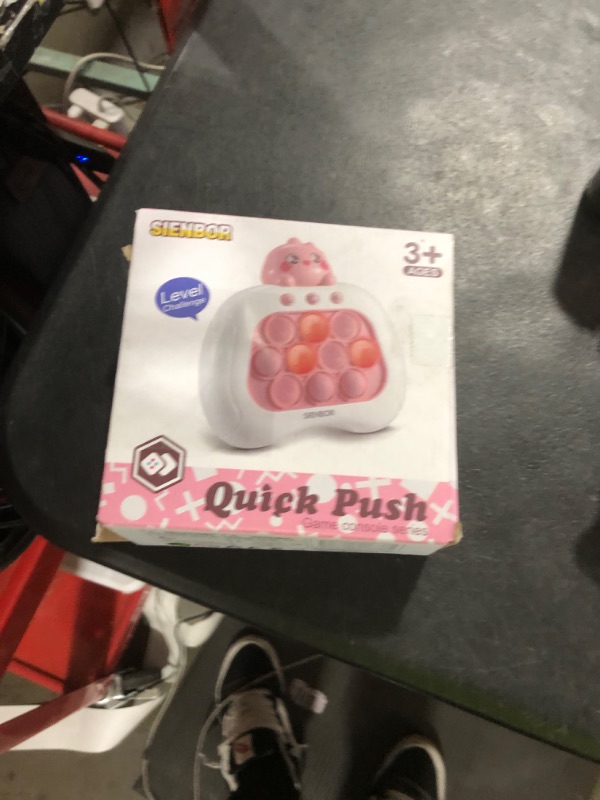 SIENBOR
3+
AGES
Level
Challenge
SIENBOR
Quick Push
Game console series